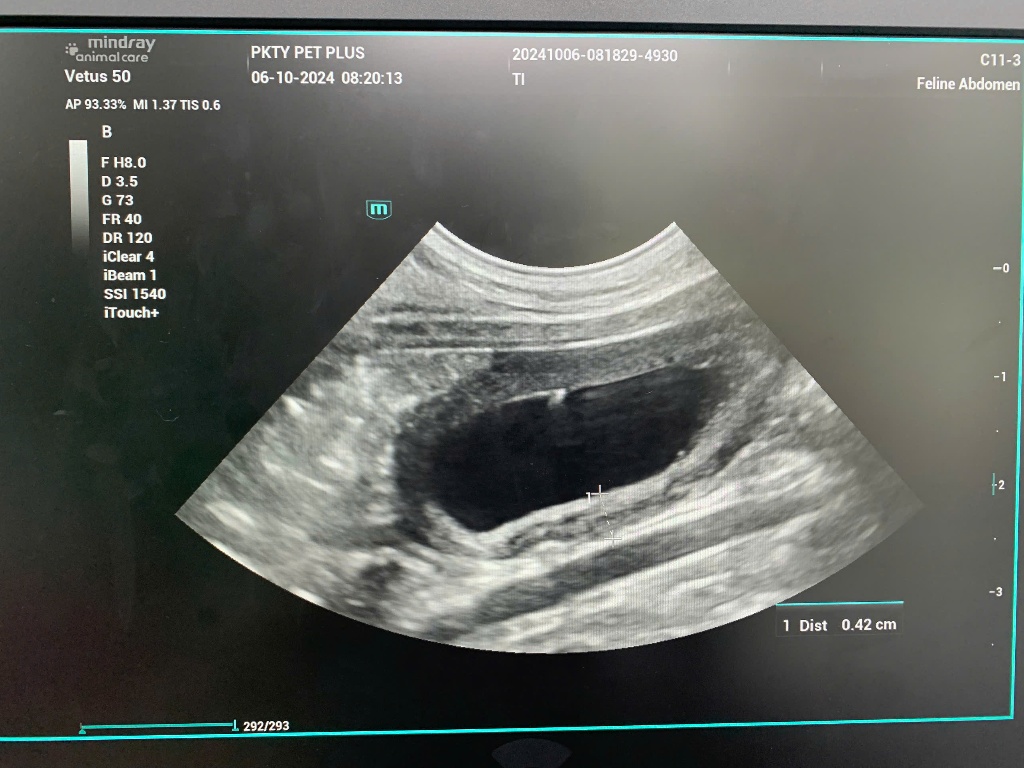 mindray
animal care
Vetus 50
PKTY PET PLUS
06-10-2024 08:20:13
20241006-081829-4930
TI
C11-3
Feline Abdomen
AP 93.33% MI 1.37 TIS 0.6
B
F H8.0
D 3.5
G 73
FR 40
DR 120
iClear 4
iBeam 1
SSI 1540
iTouch+
m
0
1
2
3
1
1 Dist 0.42 cm
292/293